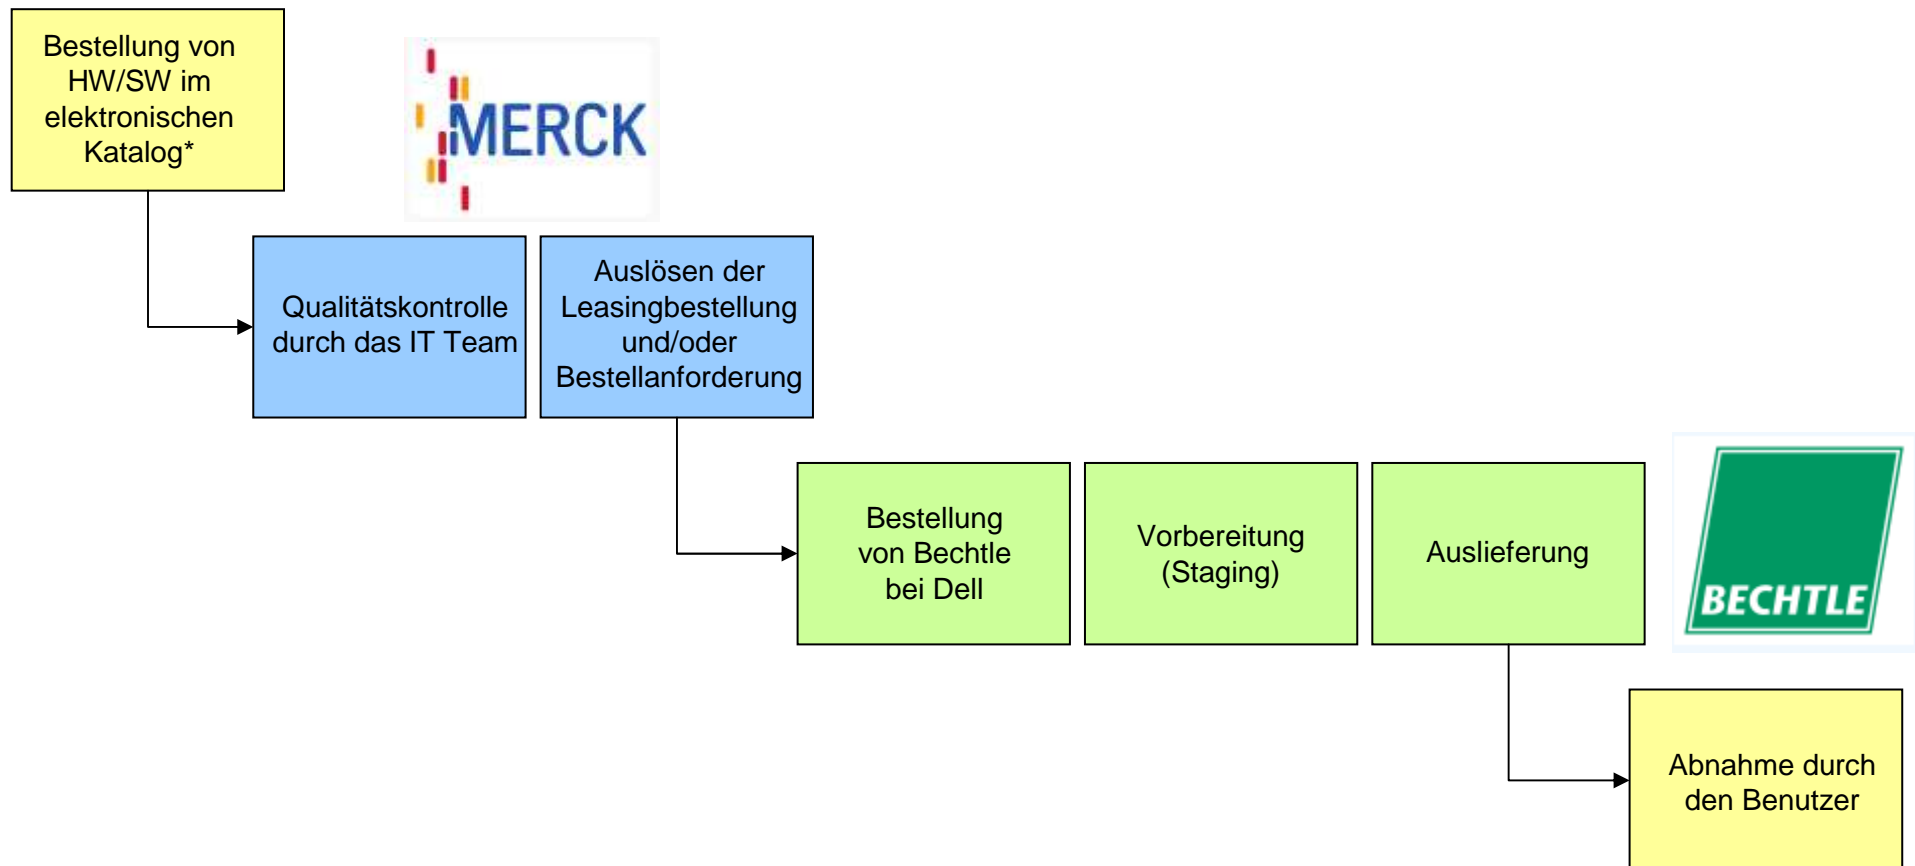 Bestellung von
HW/SW im
elektronischen
Katalog*
MERCK
Qualitätskontrolle
durch das IT Team
Auslösen der
Leasingbestellung
und/oder
Bestellanforderung
Bestellung
von Bechtle
bei Dell
Vorbereitung
(Staging)
Auslieferung
BECHTLE
Abnahme durch
den Benutzer